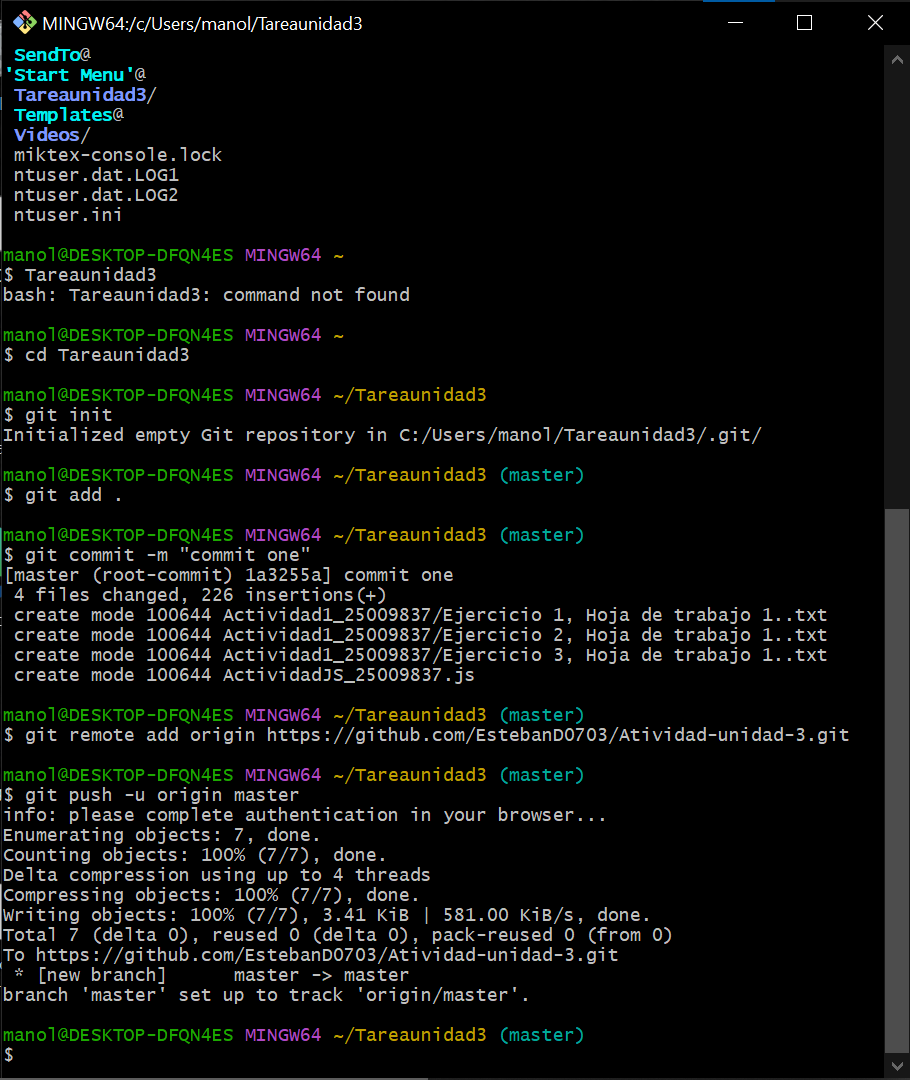 MINGW64:/c/Users/manol/Tareaunidad3
SendTo@
'Start Menu'@
Tareaunidad3/
Templates@
Videos/
miktex-console.lock
ntuser.dat.LOG1
ntuser.dat.LOG2
ntuser.ini
manol@DESKTOP-DFQN4ES MINGW64 ~
$ Tareaunidad3
bash: Tareaunidad3: command not found
manol@DESKTOP-DFQN4ES MINGW64 ~
$ cd Tareaunidad3
manol@DESKTOP-DFQN4ES MINGW64 ~/Tareaunidad3
$ git init
Initialized empty Git repository in C:/Users/manol/Tareaunidad3/.git/
manol@DESKTOP-DFQN4ES MINGW64 ~/Tareaunidad3 (master)
$ git add .
manol@DESKTOP-DFQN4ES MINGW64 ~/Tareaunidad3 (master)
$ git commit -m "commit one"
[master (root-commit) 1a3255a] commit one
4 files changed, 226 insertions(+)
create mode 100644 Actividad1_25009837/Ejercicio 1, Hoja de trabajo 1..txt
create mode 100644 Actividad1_25009837/Ejercicio 2, Hoja de trabajo 1..txt
create mode 100644 Actividad1_25009837/Ejercicio 3, Hoja de trabajo 1..txt
create mode 100644 ActividadJS_25009837.js
manol@DESKTOP-DFQN4ES MINGW64 ~/Tareaunidad3 (master)
$ git remote add origin https://github.com/EstebanD0703/Atividad-unidad-3.git
manol@DESKTOP-DFQN4ES MINGW64 ~/Tareaunidad3 (master)
$ git push -u origin master
info: please complete authentication in your browser...
Enumerating objects: 7, done.
Counting objects: 100% (7/7), done.
Delta compression using up to 4 threads
Compressing objects: 100% (7/7), done.
Writing objects: 100% (7/7), 3.41 KiB | 581.00 KiB/s, done.
Total 7 (delta 0), reused 0 (delta 0), pack-reused 0 (from 0)
To https://github.com/EstebanD0703/Atividad-unidad-3.git
* [new branch]      master -> master
branch 'master' set up to track 'origin/master'.
manol@DESKTOP-DFQN4ES MINGW64 ~/Tareaunidad3 (master)
$